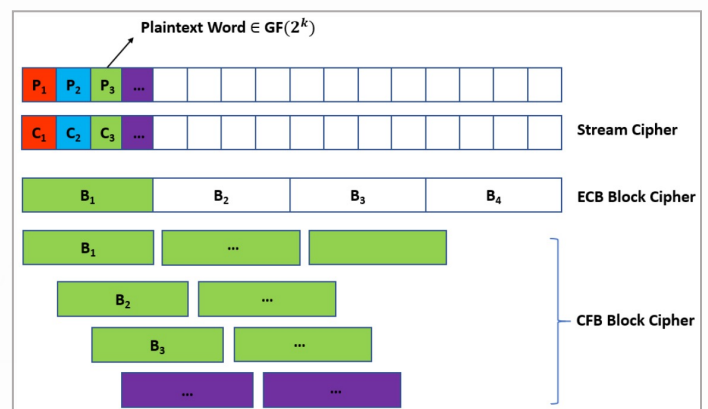 Plaintext Word ∈ GF(2ᵏ)
P₁ P₂ P₃ ...
C₁ C₂ C₃ ... Stream Cipher
B₁ B₂ B₃ B₄ ECB Block Cipher
B₁ ...
B₂ ...
B₃ ... CFB Block Cipher
... ...